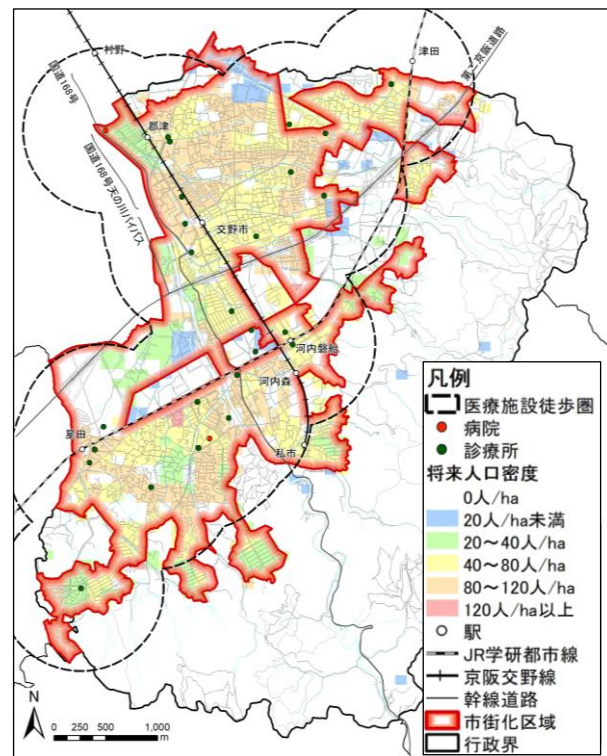 村野
津田
第二京阪道路
国道168号
郡津
国道168号天の川バイパス
交野市
河内磐船
河内森
星田
私市
凡例
医療施設徒歩圏
病院
診療所
将来人口密度
0人/ha
20人/ha未満
20～40人/ha
40～80人/ha
80～120人/ha
120人/ha以上
駅
JR学研都市線
京阪交野線
幹線道路
市街化区域
行政界
N
0 250 500 1,000
m